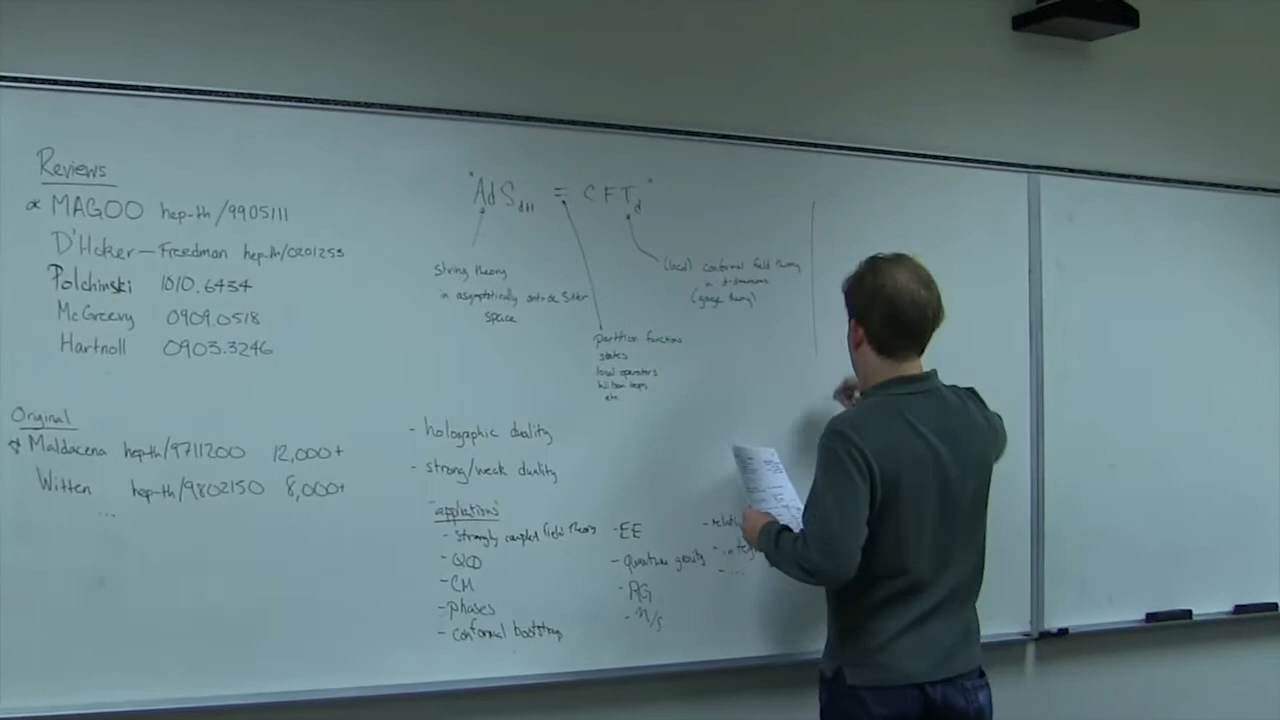 Reviews
* MAGOO hep-th/9905111
D'Hoker — Freedman hep-th/0201253
Polchinski 1010.6434
McGreevy 0909.0518
Hartnoll 0903.3246
Original
* Maldacena hep-th/9711200 12,000+
Witten hep-th/9802150 8,000+
...
"AdS_{d+1} = CFT_d"
string theory
in asymptotically anti-de Sitter
space
(local) conformal field theory
in d-dimensions
(gauge theory)
partition functions
states
local operators
Wilson loops
etc.
- holographic duality
- strong/weak duality
"applications"
- strongly coupled field theory
- QCD
- CM
- phases
- conformal bootstrap
- EE
- quantum gravity
- RG
- N/S
- relati
- integ
- ...